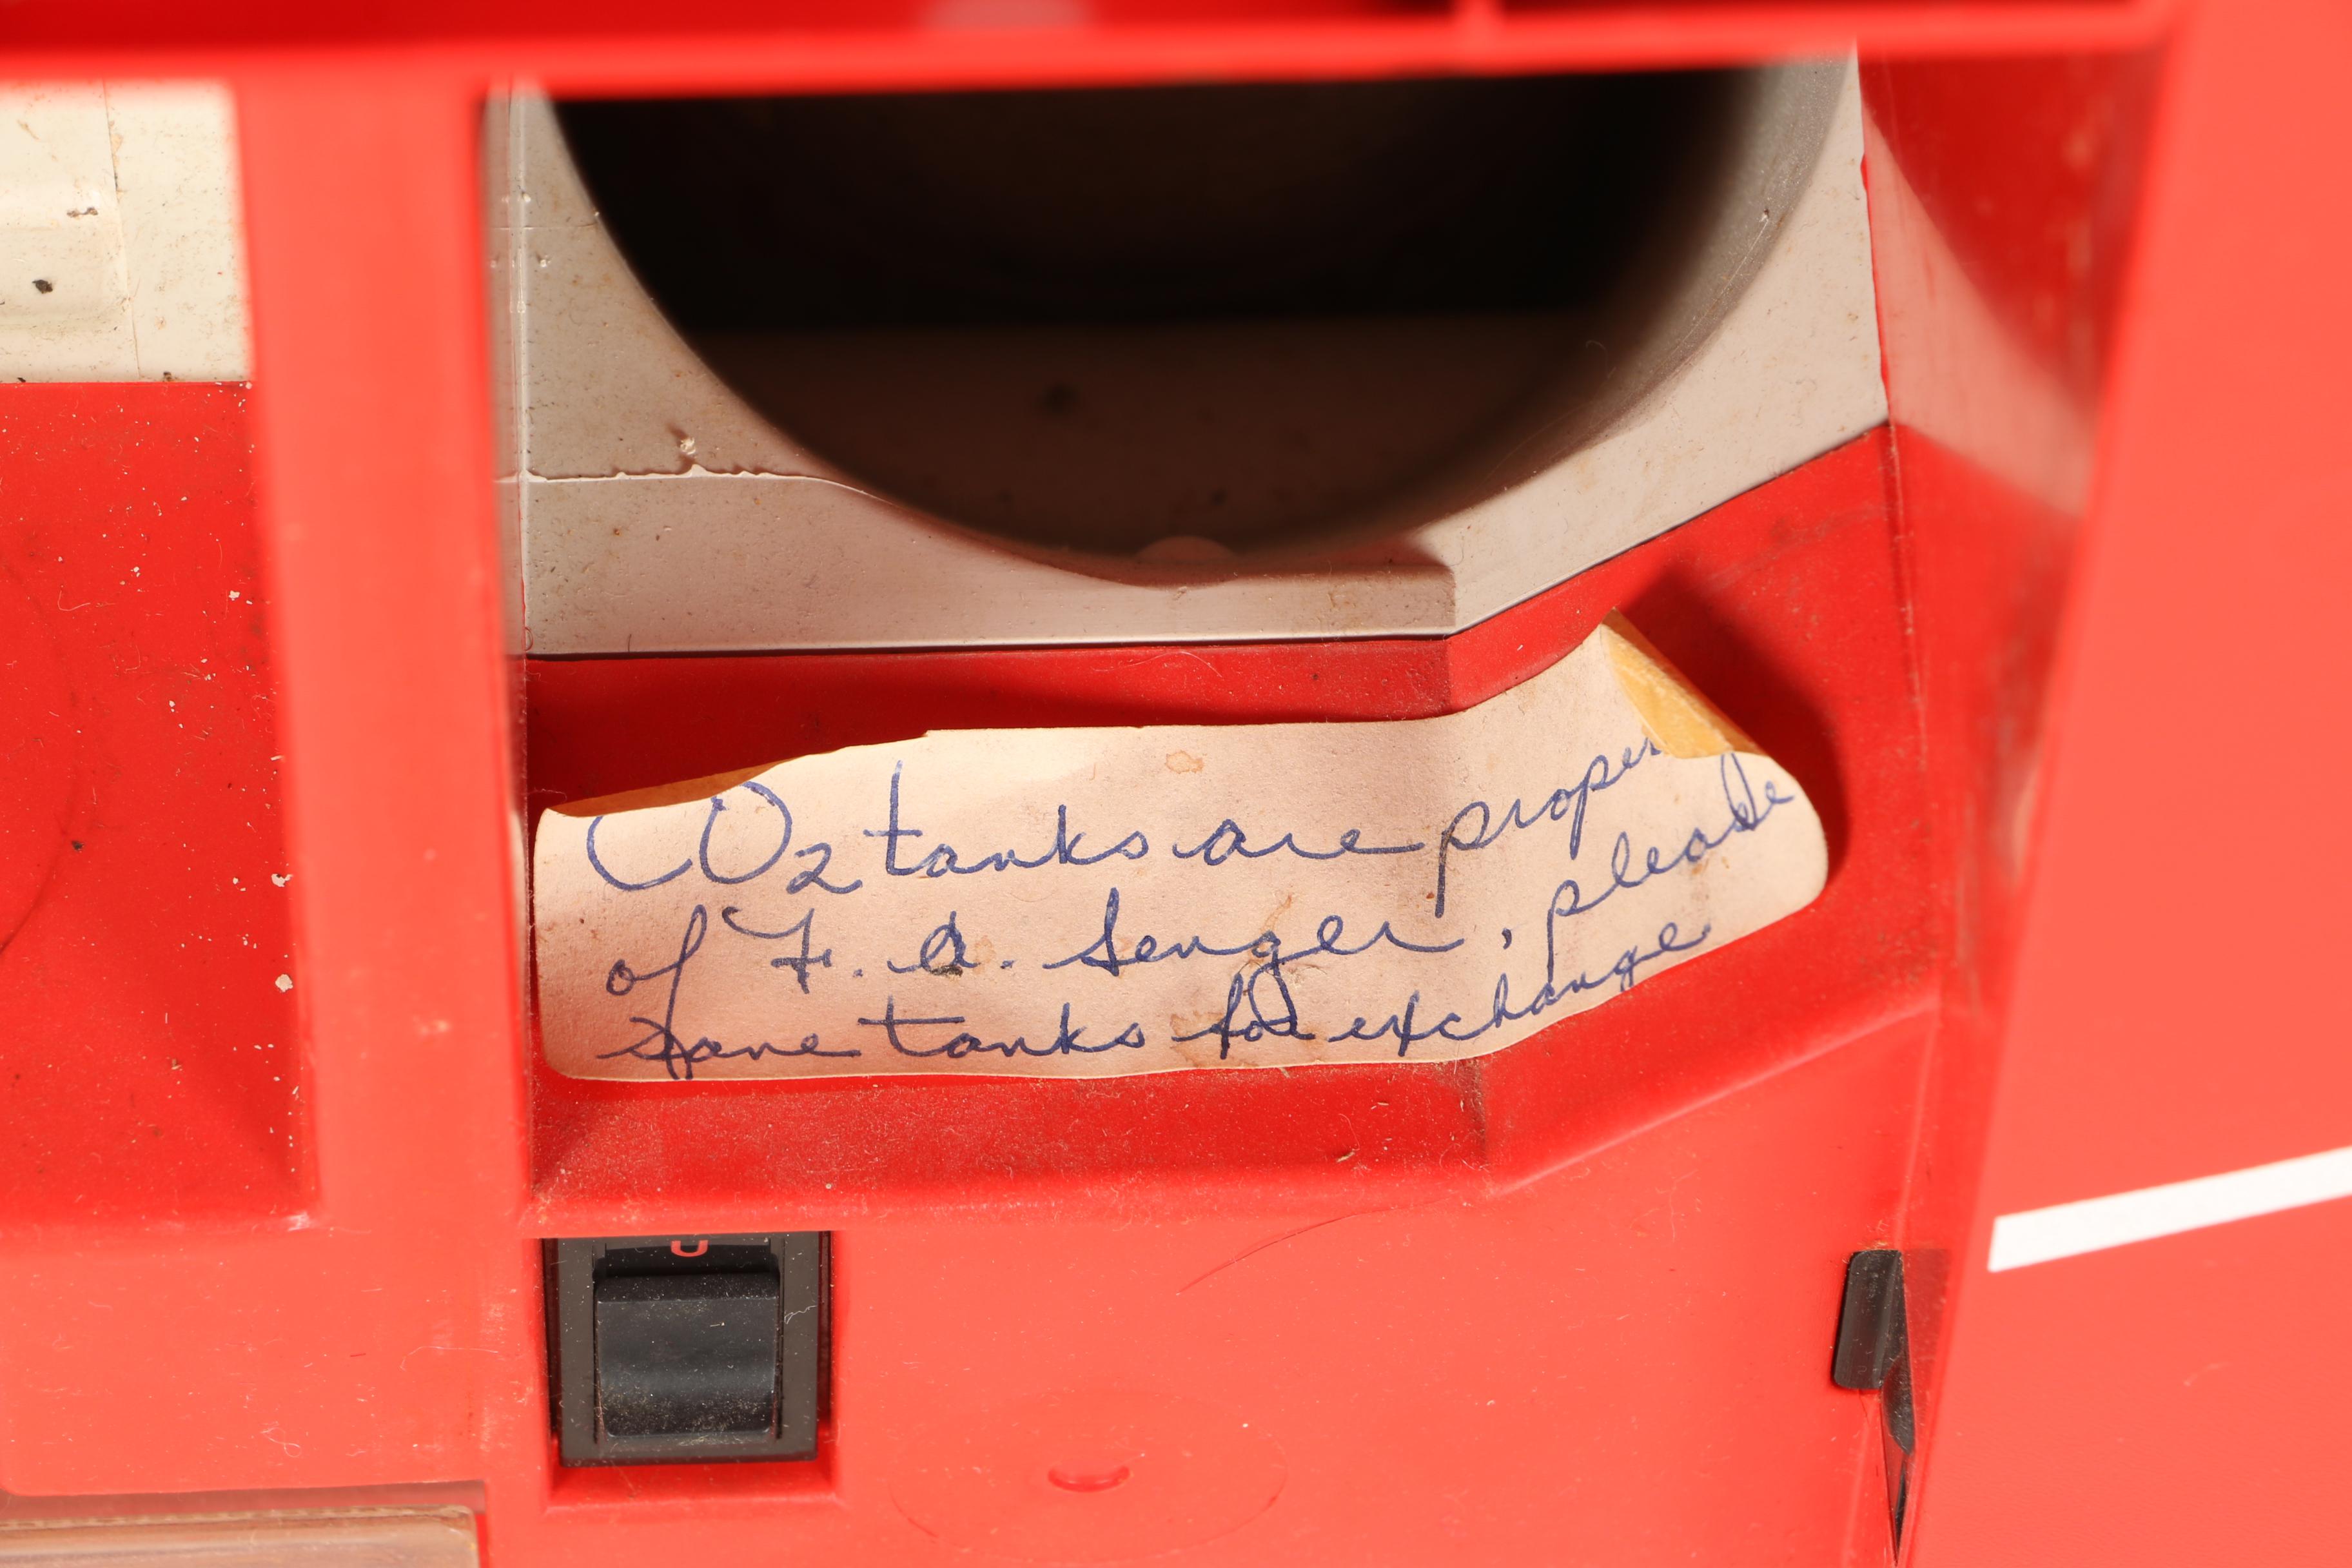 CO2 tanks are proper
of F. A. Senger, please
save tanks for exchange